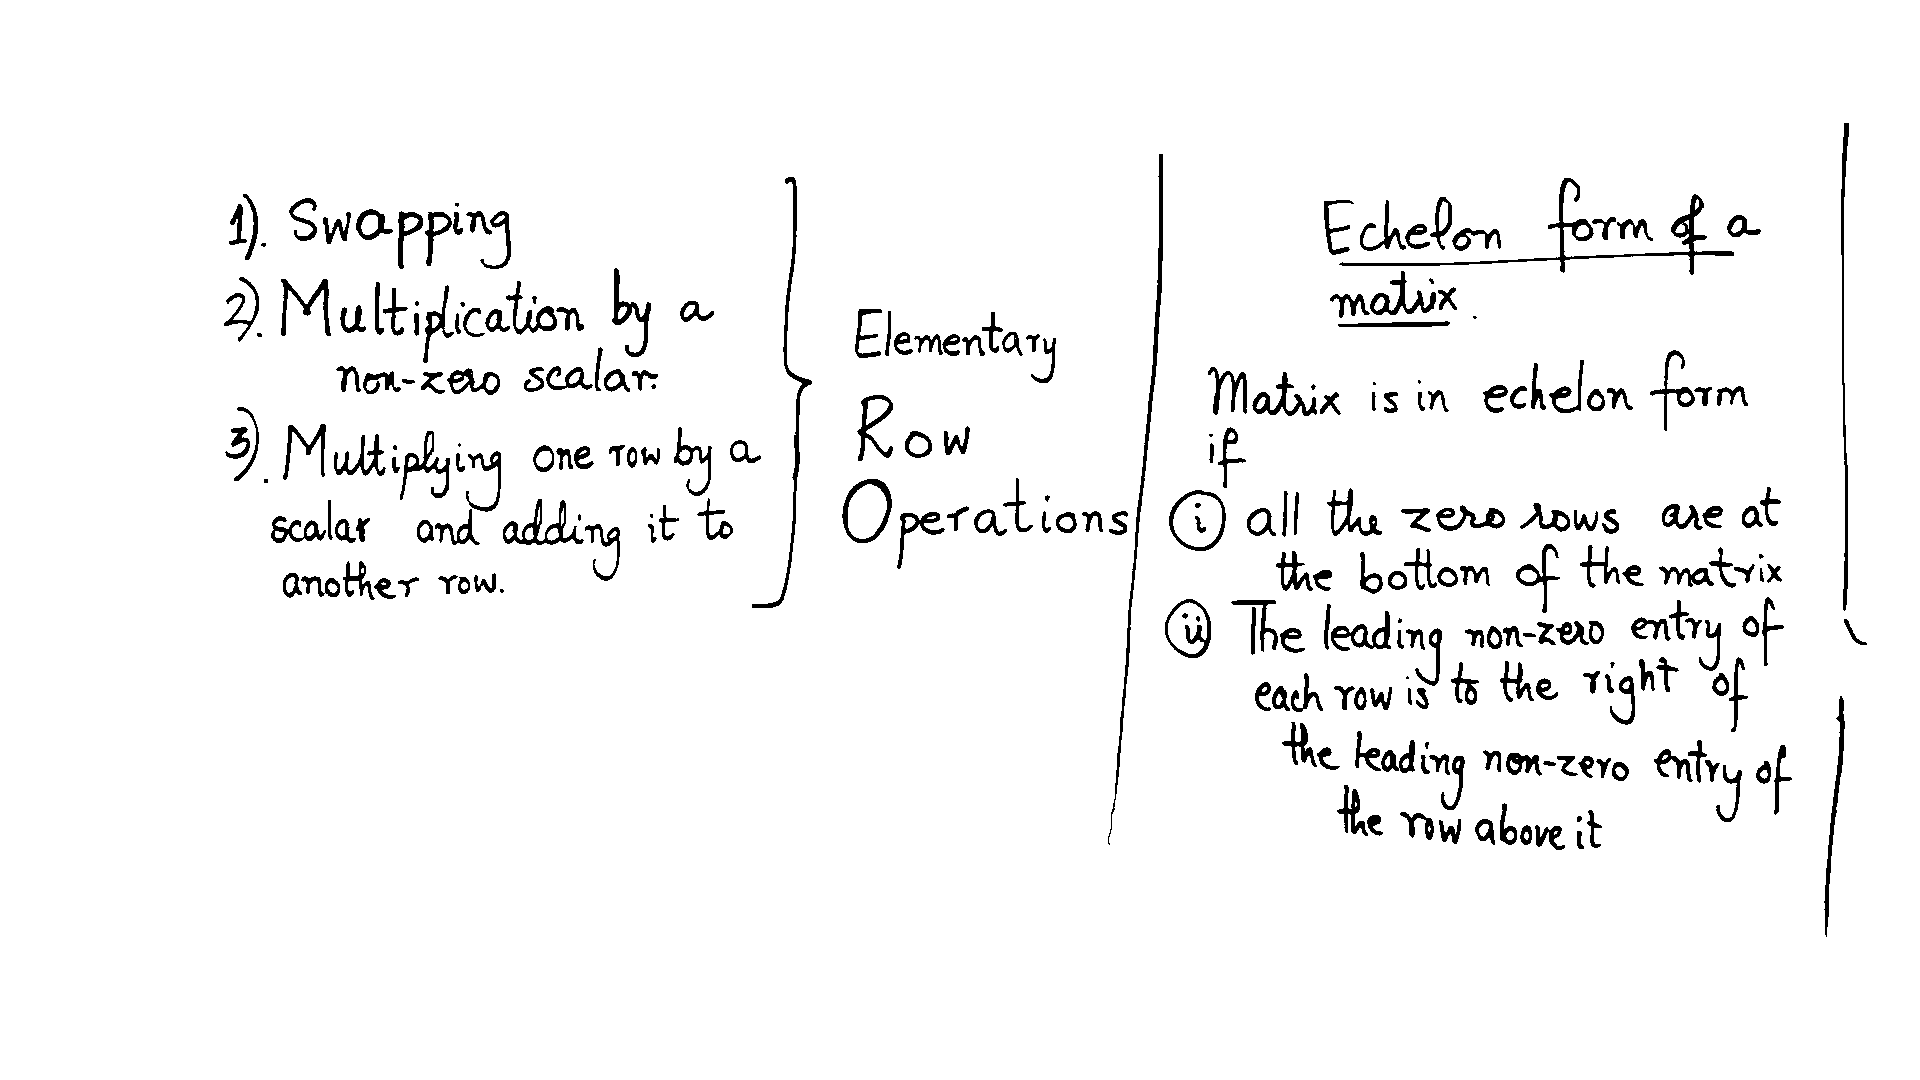 1). Swapping
2). Multiplication by a
non-zero scalar.
3). Multiplying one row by a
scalar and adding it to
another row.
Elementary
Row
Operations
Echelon form of a
matrix.
Matrix is in echelon form
if
(i) all the zero rows are at
the bottom of the matrix
(ii) The leading non-zero entry of
each row is to the right of
the leading non-zero entry of
the row above it